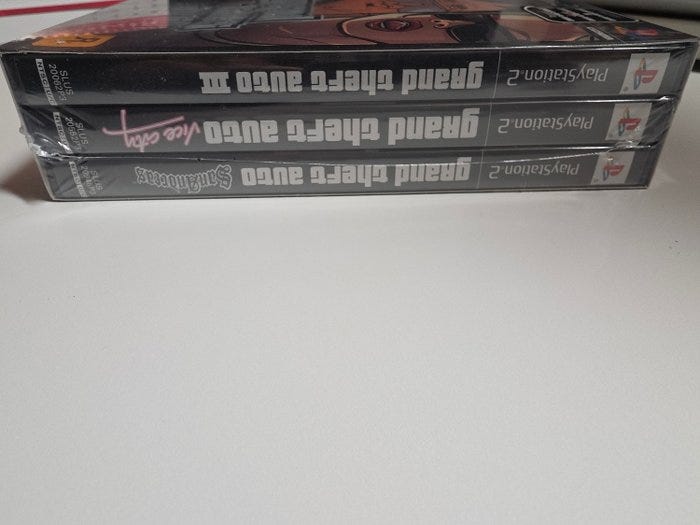 PlayStation 2 grand theft auto III
PlayStation 2 grand theft auto Vice City
PlayStation 2 grand theft auto San Andreas